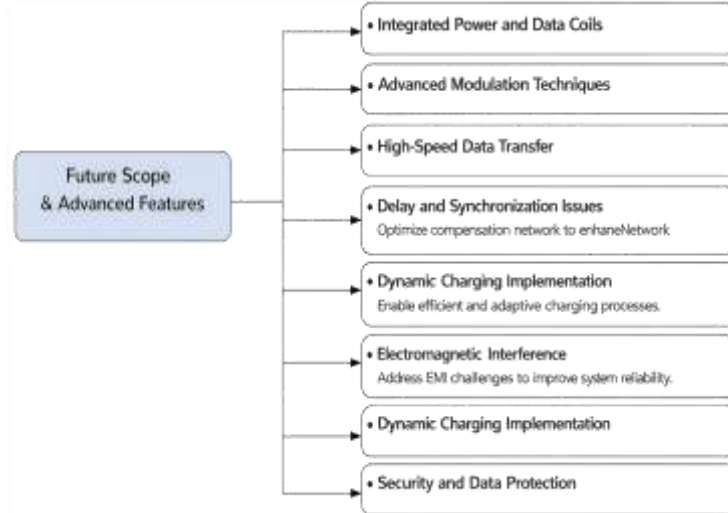 • Integrated Power and Data Coils
• Advanced Modulation Techniques
• High-Speed Data Transfer
Future Scope
& Advanced Features
• Delay and Synchronization Issues
Optimize compensation network to enhaneNetwork
• Dynamic Charging Implementation
Enable efficient and adaptive charging processes.
• Electromagnetic Interference
Address EMI challenges to improve system reliability.
• Dynamic Charging Implementation
• Security and Data Protection